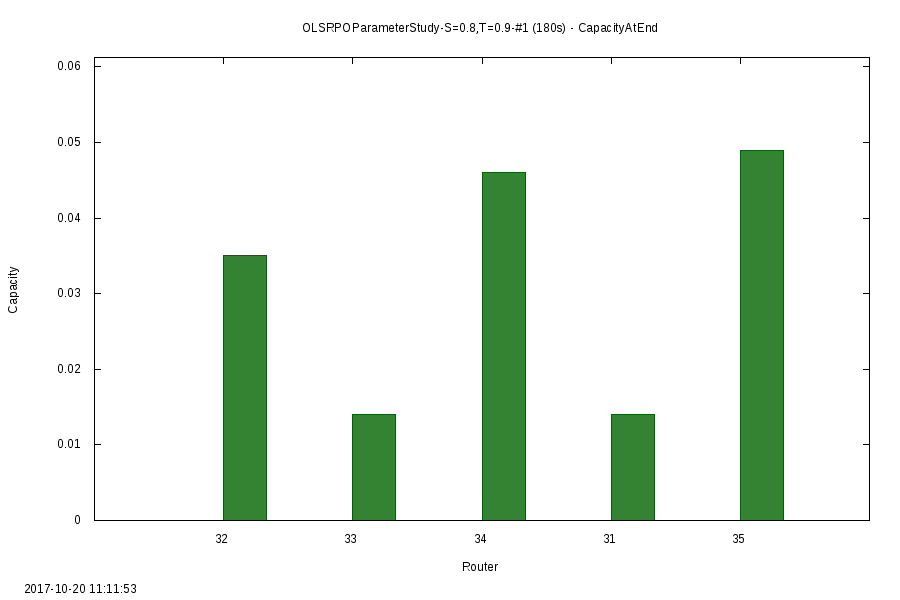 OLSRPOParameterStudy-S=0.8,T=0.9-#1 (180s) - CapacityAtEnd
0.06
0.05
0.04
0.03
0.02
0.01
0
Capacity
32 33 34 31 35
Router
2017-10-20 11:11:53